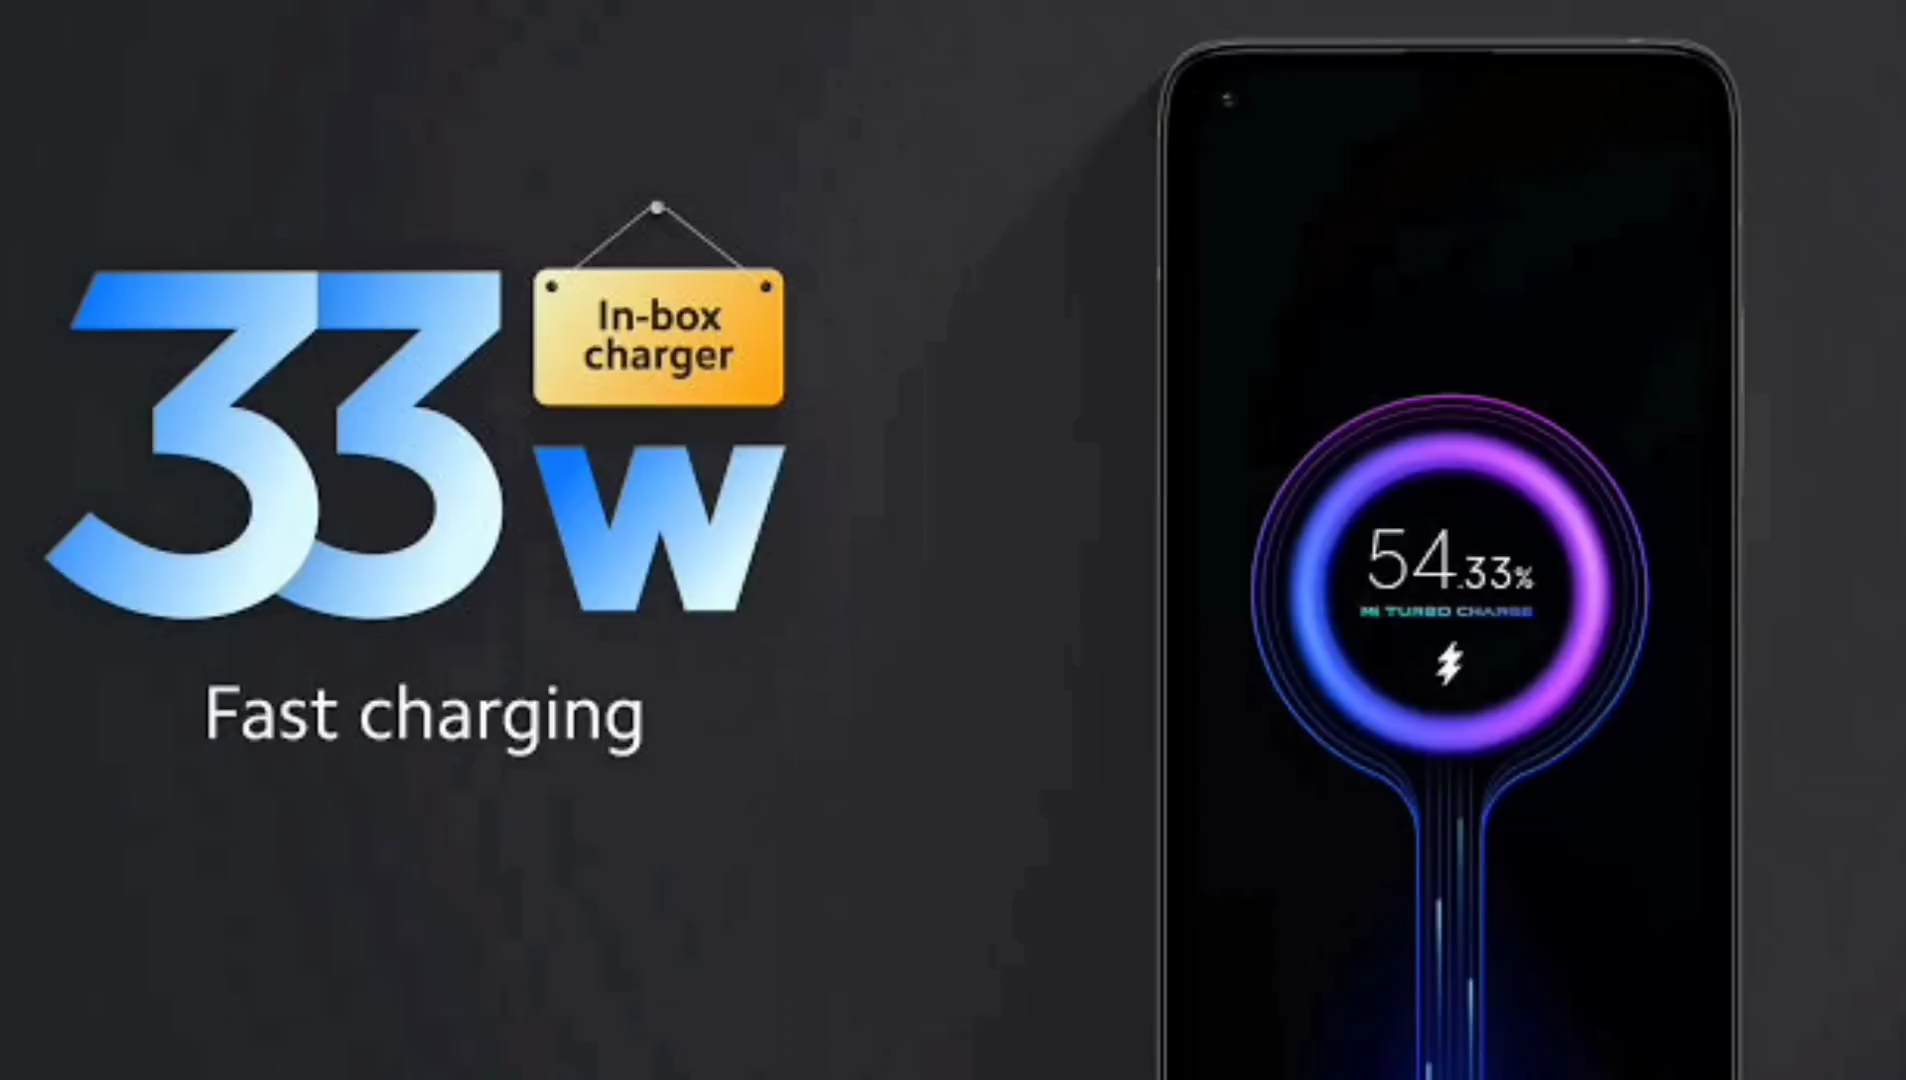 33 W
In-box
charger
Fast charging
54.33%
MI TURBO CHARGE